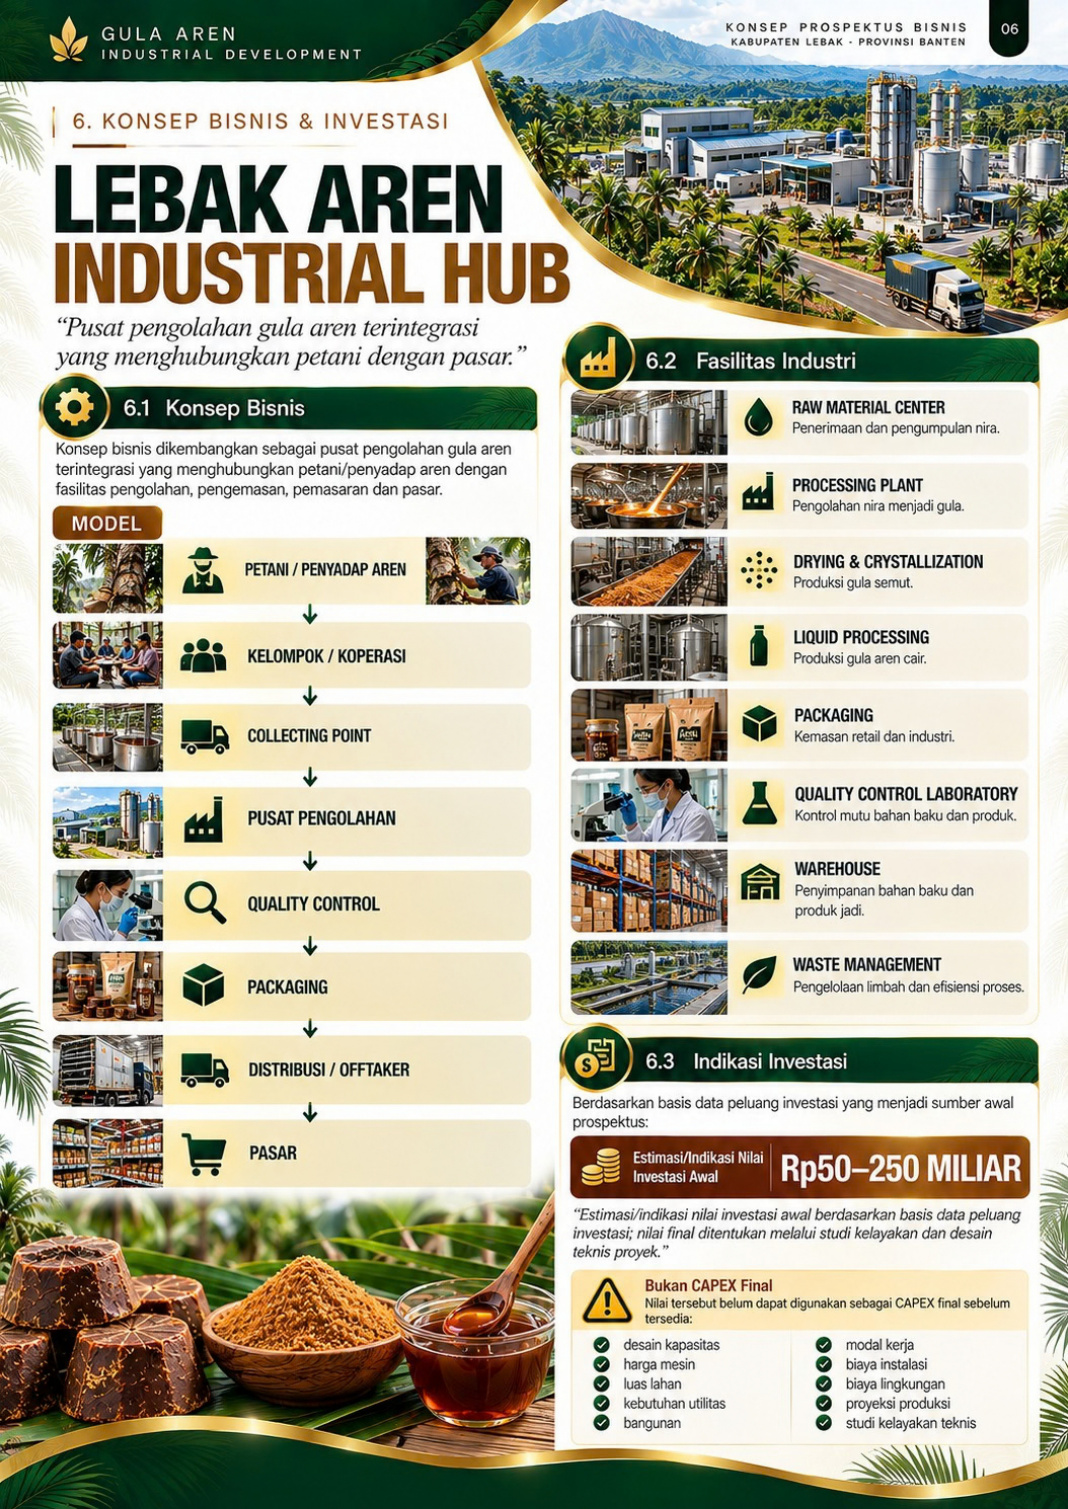 GULA AREN
INDUSTRIAL DEVELOPMENT
KONSEP PROSPEKTUS BISNIS
KABUPATEN LEBAK - PROVINSI BANTEN
06
6. KONSEP BISNIS & INVESTASI
LEBAK AREN
INDUSTRIAL HUB
“Pusat pengolahan gula aren terintegrasi
yang menghubungkan petani dengan pasar.”
6.1 Konsep Bisnis
Konsep bisnis dikembangkan sebagai pusat pengolahan gula aren
terintegrasi yang menghubungkan petani/penyadap aren dengan
fasilitas pengolahan, pengemasan, pemasaran dan pasar.
MODEL
PETANI / PENYADAP AREN
KELOMPOK / KOPERASI
COLLECTING POINT
PUSAT PENGOLAHAN
QUALITY CONTROL
PACKAGING
DISTRIBUSI / OFFTAKER
PASAR
6.2 Fasilitas Industri
RAW MATERIAL CENTER
Penerimaan dan pengumpulan nira.
PROCESSING PLANT
Pengolahan nira menjadi gula.
DRYING & CRYSTALLIZATION
Produksi gula semut.
LIQUID PROCESSING
Produksi gula aren cair.
PACKAGING
Kemasan retail dan industri.
QUALITY CONTROL LABORATORY
Kontrol mutu bahan baku dan produk.
WAREHOUSE
Penyimpanan bahan baku dan
produk jadi.
WASTE MANAGEMENT
Pengelolaan limbah dan efisiensi proses.
6.3 Indikasi Investasi
Berdasarkan basis data peluang investasi yang menjadi sumber awal
prospektus:
Estimasi/Indikasi Nilai
Investasi Awal
Rp50–250 MILIAR
“Estimasi/indikasi nilai investasi awal berdasarkan basis data peluang
investasi; nilai final ditentukan melalui studi kelayakan dan desain
teknis proyek.”
Bukan CAPEX Final
Nilai tersebut belum dapat digunakan sebagai CAPEX final sebelum
tersedia:
desain kapasitas
harga mesin
luas lahan
kebutuhan utilitas
bangunan
modal kerja
biaya instalasi
biaya lingkungan
proyeksi produksi
studi kelayakan teknis